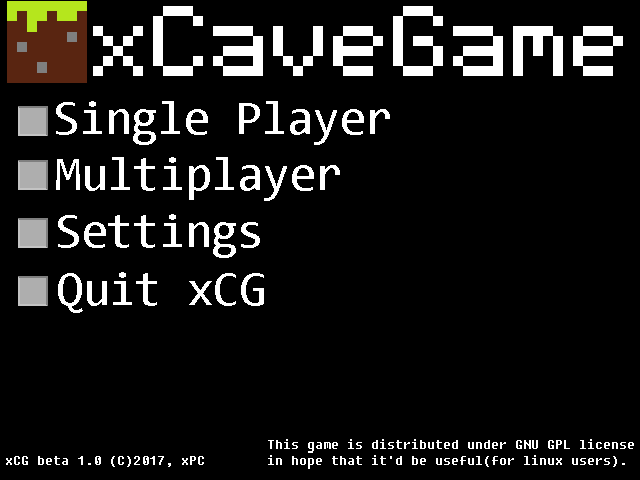 xCaveGame
Single Player
Multiplayer
Settings
Quit xCG
This game is distributed under GNU GPL license
in hope that it'd be useful(for linux users).
xCG beta 1.0 (C)2017, xPC